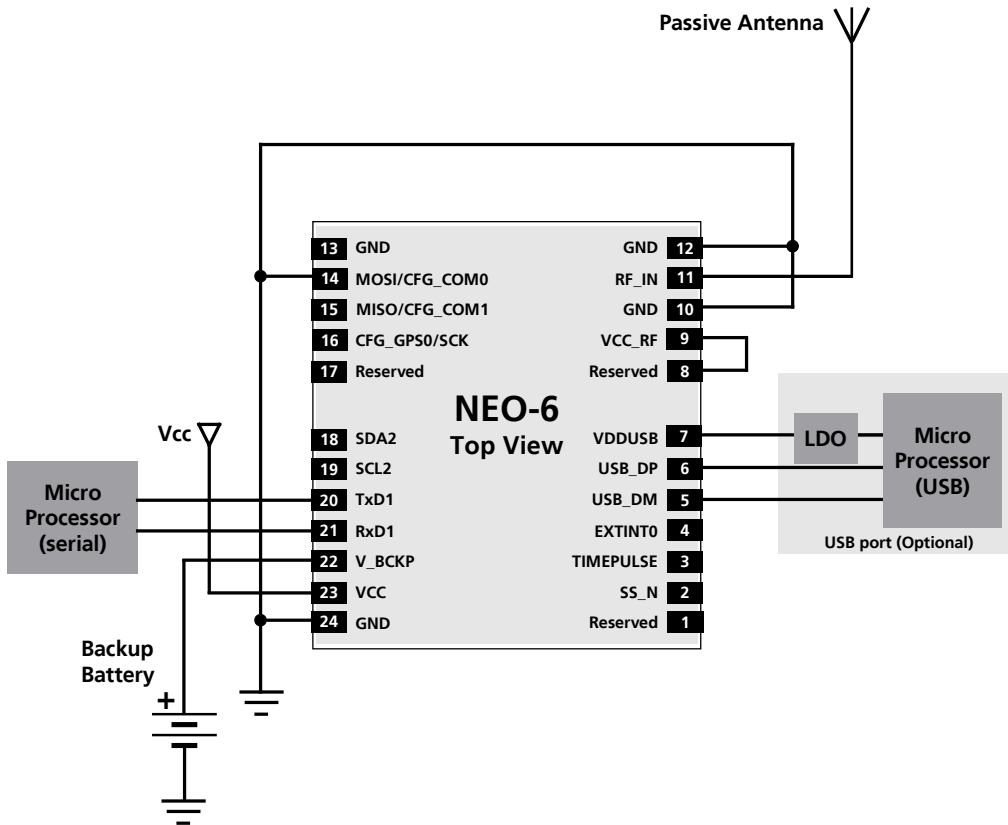 Passive Antenna
13 GND
14 MOSI/CFG_COM0
15 MISO/CFG_COM1
16 CFG_GPS0/SCK
17 Reserved
18 SDA2
19 SCL2
20 TxD1
21 RxD1
22 V_BCKP
23 VCC
24 GND
GND 12
RF_IN 11
GND 10
VCC_RF 9
Reserved 8
VDDUSB 7
USB_DP 6
USB_DM 5
EXTINT0 4
TIMEPULSE 3
SS_N 2
Reserved 1
NEO-6
Top View
Vcc
Micro
Processor
(serial)
Backup
Battery
+
LDO
Micro
Processor
(USB)
USB port (Optional)